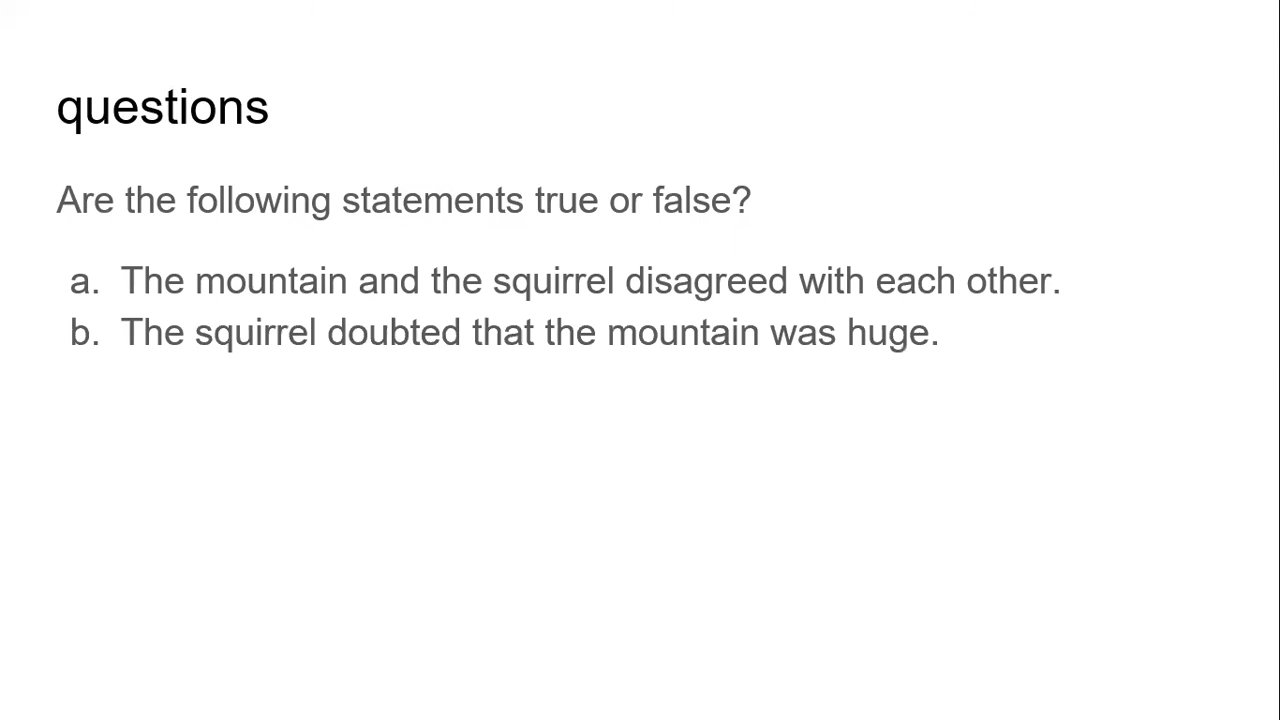 questions
Are the following statements true or false?
a. The mountain and the squirrel disagreed with each other.
b. The squirrel doubted that the mountain was huge.